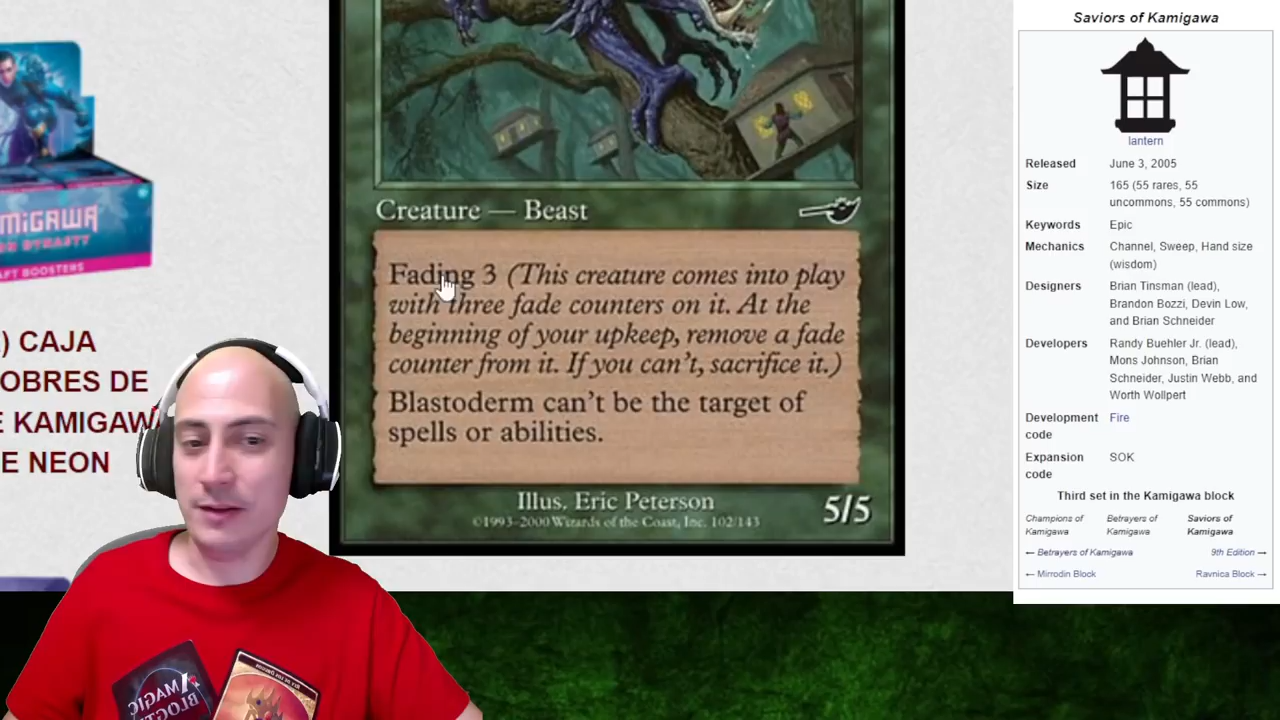 AMIGAWA
DYNASTY
AFT BOOSTERS
) CAJA
OBRES DE
E KAMIGAWA
E NEON
Creature — Beast
Fading 3 (This creature comes into play
with three fade counters on it. At the
beginning of your upkeep, remove a fade
counter from it. If you can't, sacrifice it.)
Blastoderm can't be the target of
spells or abilities.
Illus. Eric Peterson
©1993–2000 Wizards of the Coast, Inc. 102/143
5/5
Saviors of Kamigawa
lantern
Released June 3, 2005
Size 165 (55 rares, 55
uncommons, 55 commons)
Keywords Epic
Mechanics Channel, Sweep, Hand size
(wisdom)
Designers Brian Tinsman (lead),
Brandon Bozzi, Devin Low,
and Brian Schneider
Developers Randy Buehler Jr. (lead),
Mons Johnson, Brian
Schneider, Justin Webb, and
Worth Wollpert
Development Fire
code
Expansion SOK
code
Third set in the Kamigawa block
Champions of Betrayers of Saviors of
Kamigawa Kamigawa Kamigawa
← Betrayers of Kamigawa 9th Edition →
← Mirrodin Block Ravnica Block →
MAGIC